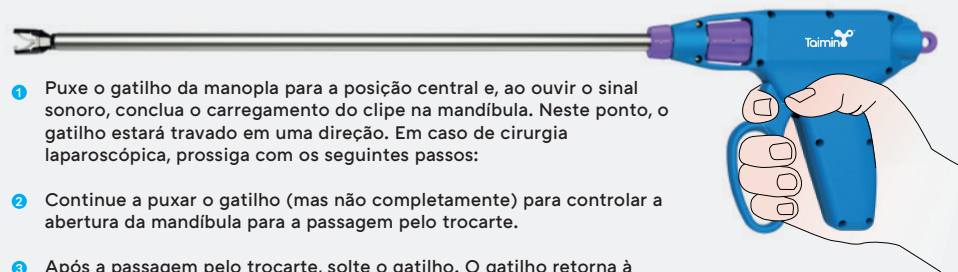 Taimin
1 Puxe o gatilho da manopla para a posição central e, ao ouvir o sinal
sonoro, conclua o carregamento do clipe na mandíbula. Neste ponto, o
gatilho estará travado em uma direção. Em caso de cirurgia
laparoscópica, prossiga com os seguintes passos:
2 Continue a puxar o gatilho (mas não completamente) para controlar a
abertura da mandíbula para a passagem pelo trocarte.
3 Após a passagem pelo trocarte, solte o gatilho. O gatilho retorna à